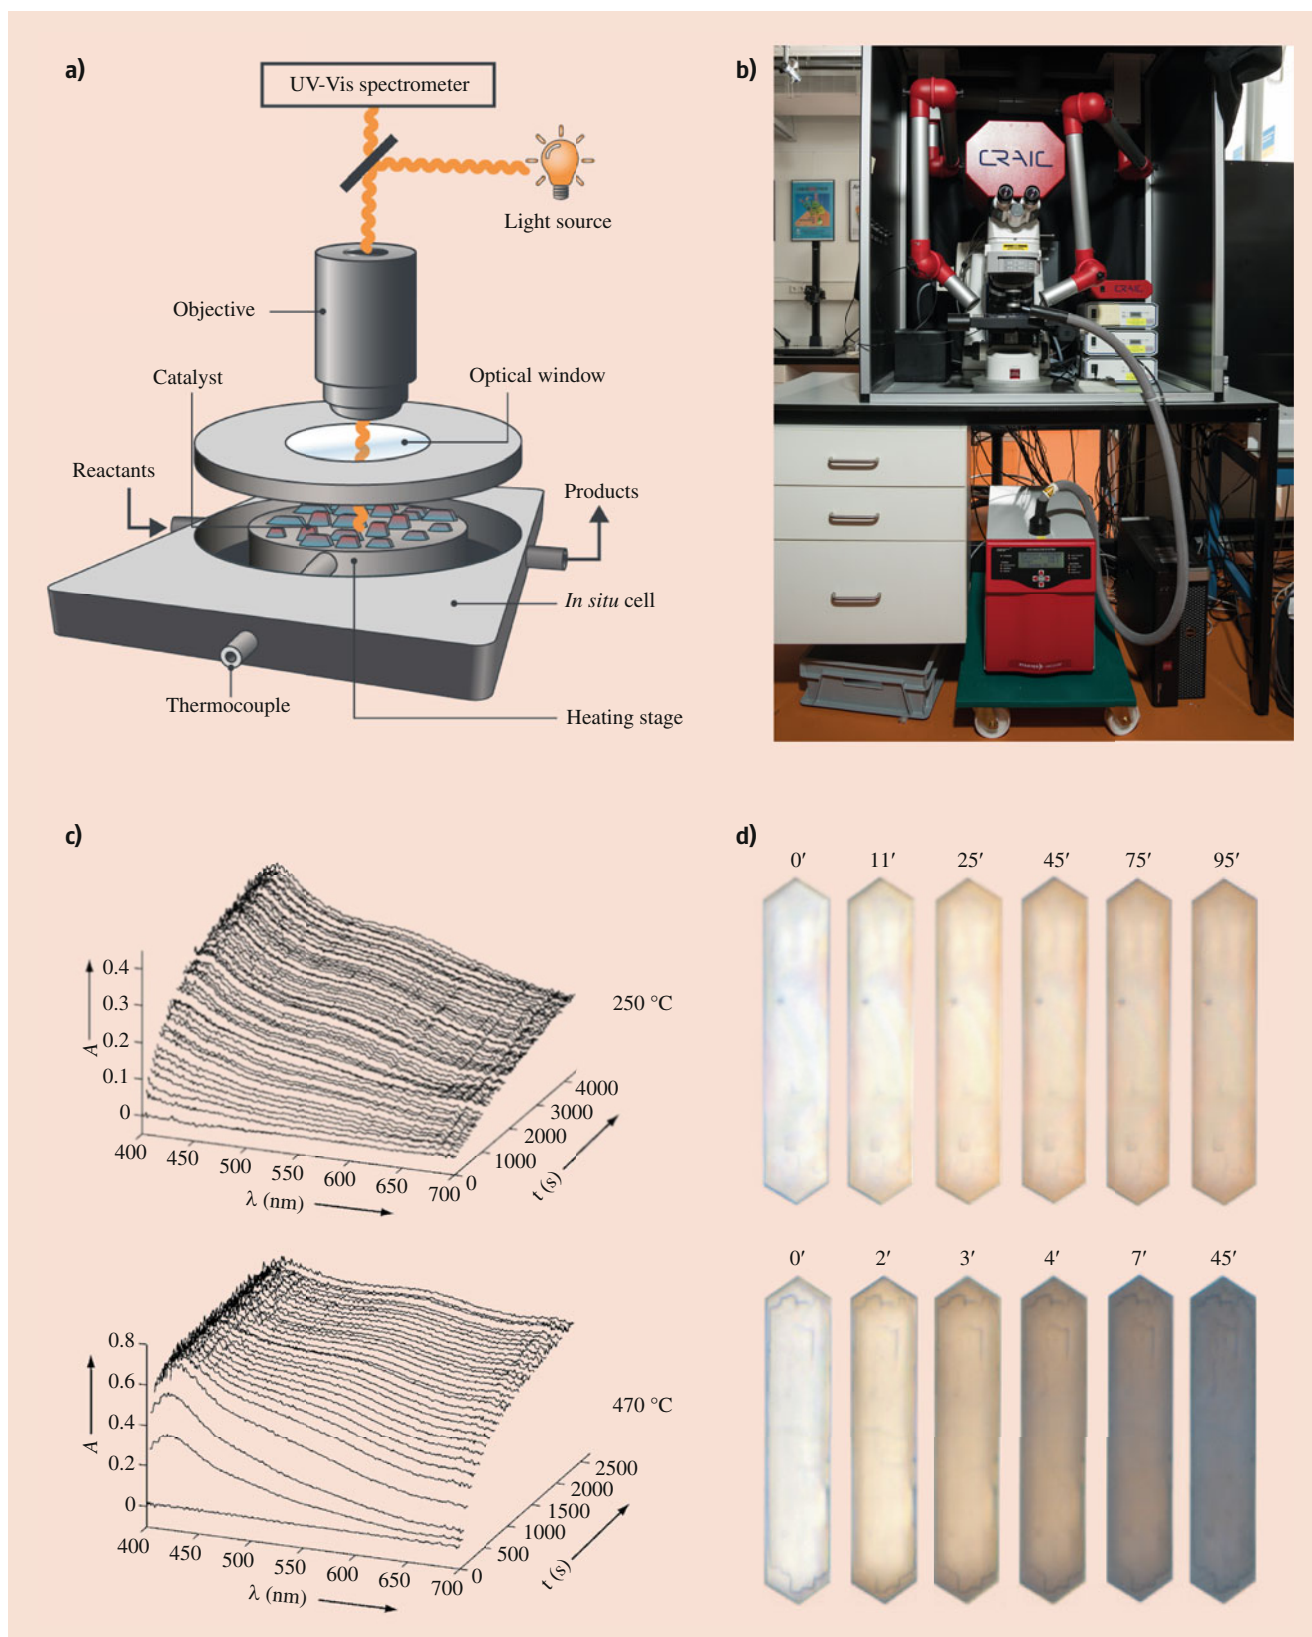 a)
UV-Vis spectrometer
Light source
Objective
Catalyst
Optical window
Reactants
Products
In situ cell
Thermocouple
Heating stage
b)
CRAIC
CRAIC
c)
0.4
0.3
0.2
0.1
0
A
400
450
500
550
600
650
700
λ (nm)
0
1000
2000
3000
4000
t (s)
250 °C
0.8
0.6
0.4
0.2
0
A
400
450
500
550
600
650
700
λ (nm)
0
500
1000
1500
2000
2500
t (s)
470 °C
d)
0′ 11′ 25′ 45′ 75′ 95′
0′ 2′ 3′ 4′ 7′ 45′